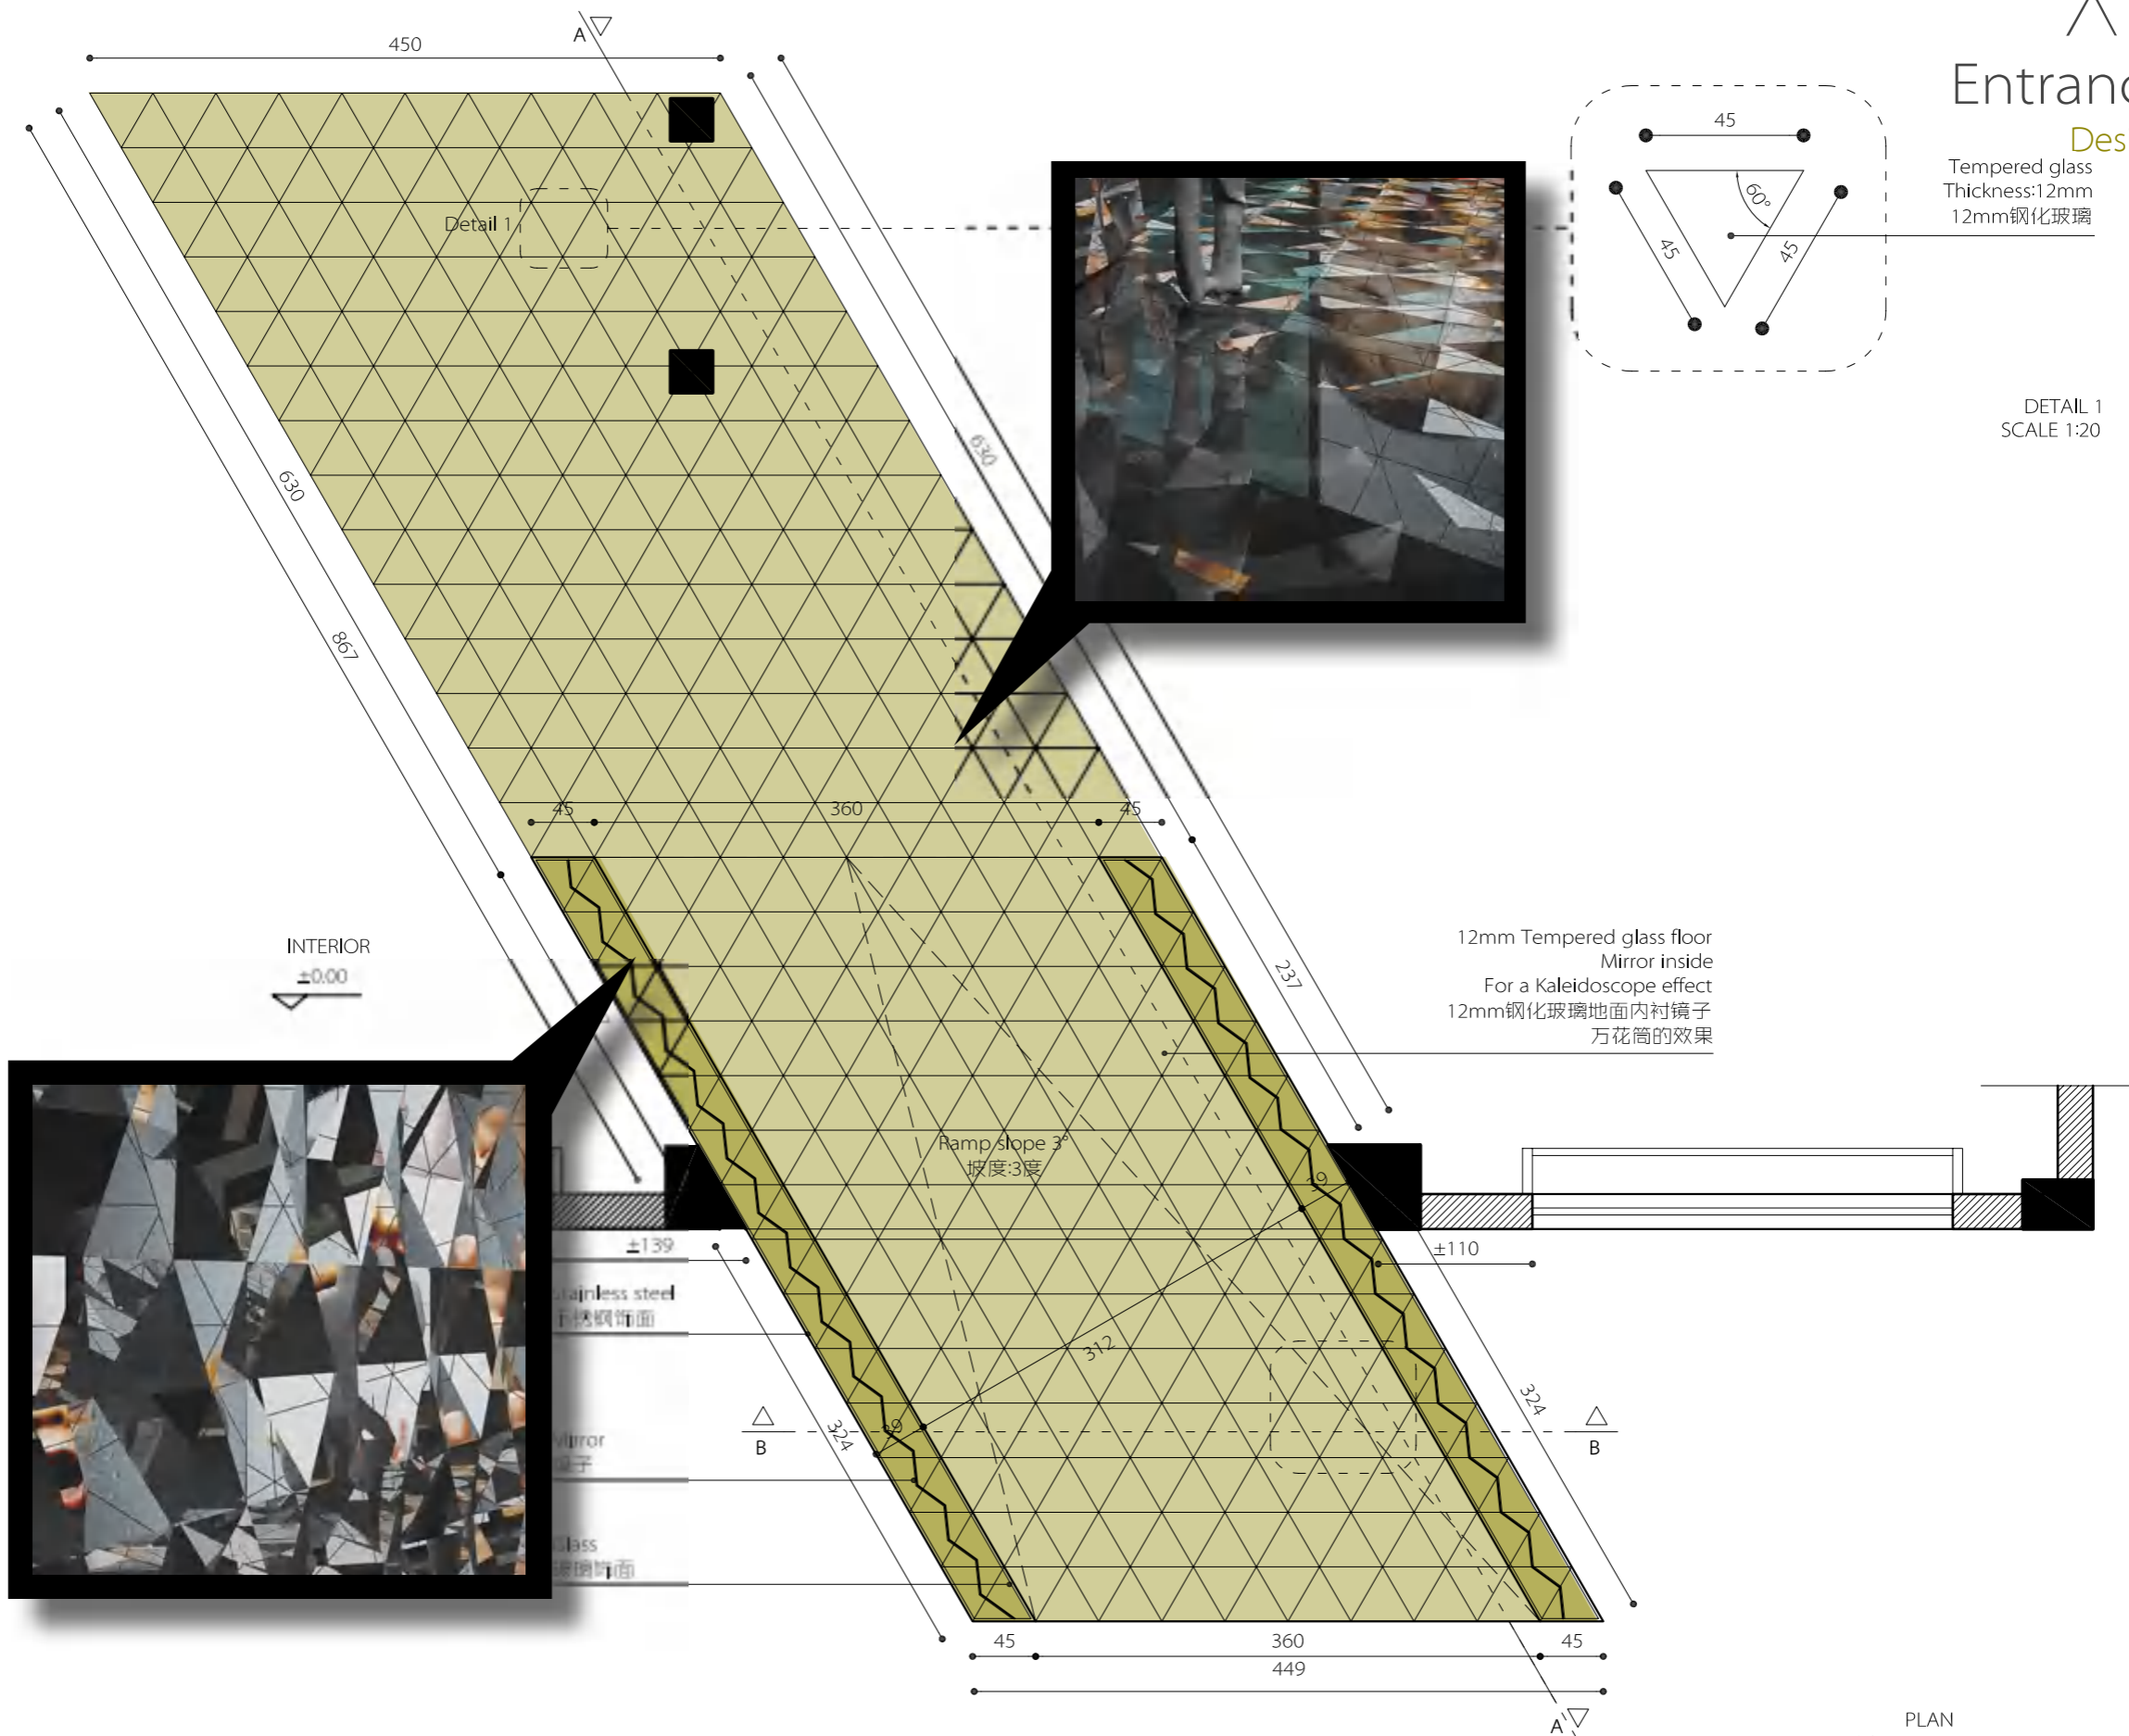 450
A
Detail 1
45
60°
45
45
Tempered glass
Thickness:12mm
12mm钢化玻璃
DETAIL 1
SCALE 1:20
630
630
867
45
360
45
INTERIOR
±0.00
237
12mm Tempered glass floor
Mirror inside
For a Kaleidoscope effect
12mm钢化玻璃地面内衬镜子
万花筒的效果
Ramp slope 3°
坡度:3度
39
±139
±110
312
39
324
324
B
B
45
360
45
449
A'
PLAN